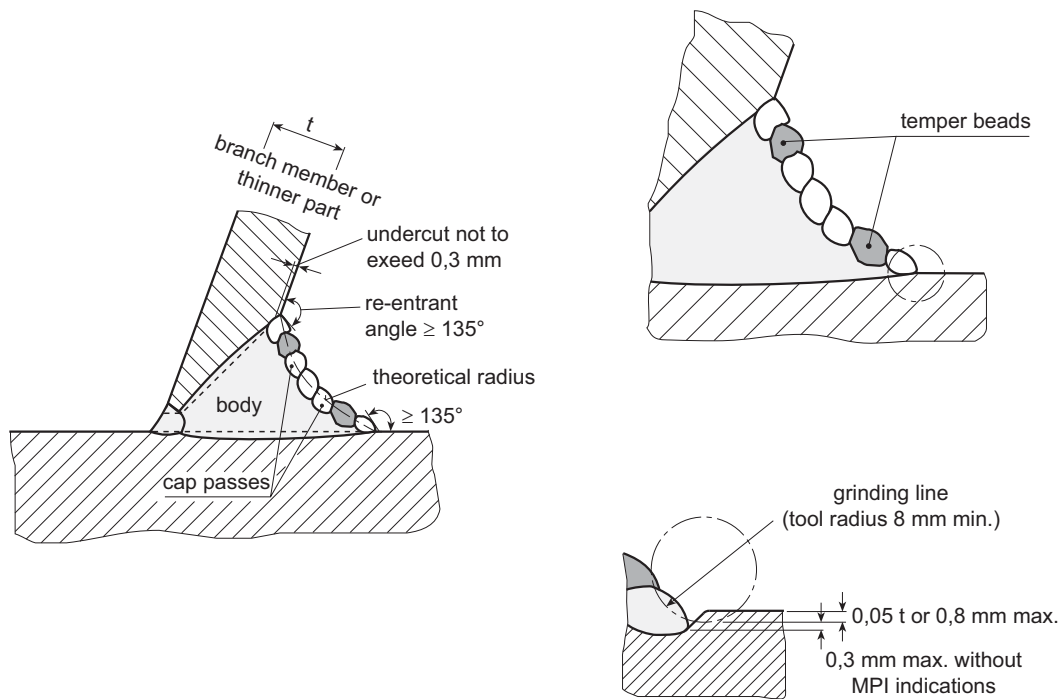 t
branch member or
thinner part
undercut not to
exeed 0,3 mm
re-entrant
angle ≥ 135°
theoretical radius
≥ 135°
body
cap passes
temper beads
grinding line
(tool radius 8 mm min.)
0,05 t or 0,8 mm max.
0,3 mm max. without
MPI indications